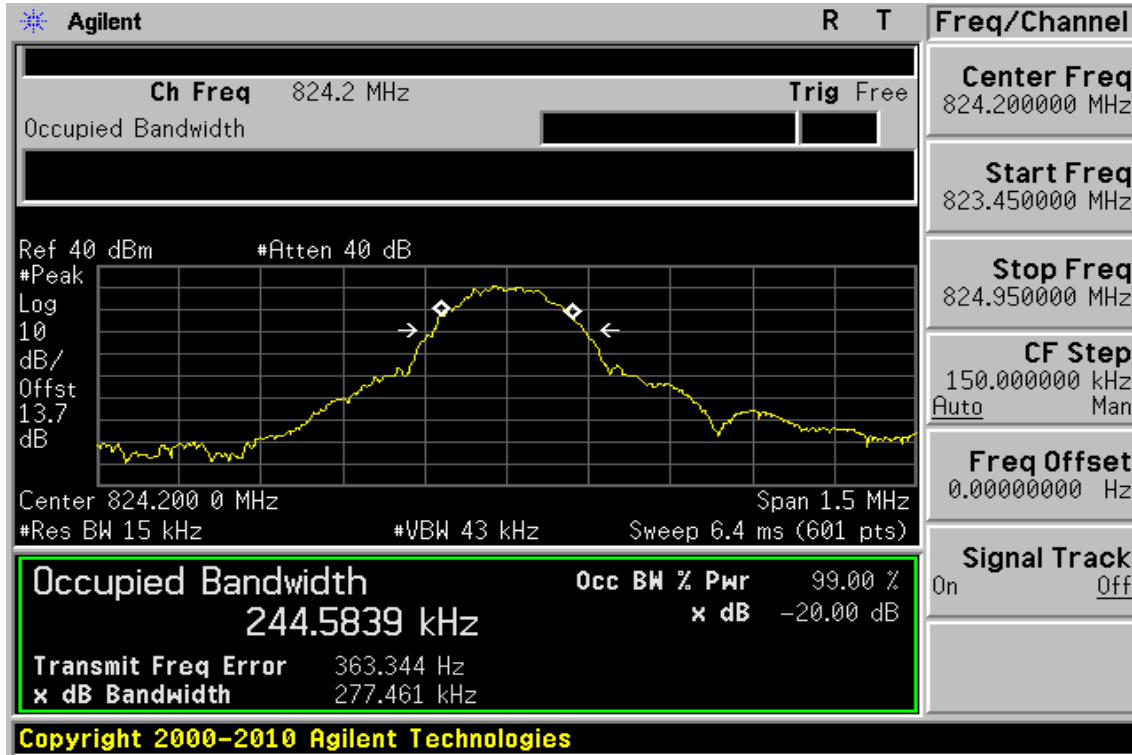 Agilent R T
Ch Freq 824.2 MHz Trig Free
Occupied Bandwidth
Ref 40 dBm #Atten 40 dB
#Peak
Log
10
dB/
Offst
13.7
dB
Center 824.200 0 MHz Span 1.5 MHz
#Res BW 15 kHz #VBW 43 kHz Sweep 6.4 ms (601 pts)
Occupied Bandwidth Occ BW % Pwr 99.00 %
244.5839 kHz x dB -20.00 dB
Transmit Freq Error 363.344 Hz
x dB Bandwidth 277.461 kHz
Copyright 2000-2010 Agilent Technologies
Freq/Channel
Center Freq
824.200000 MHz
Start Freq
823.450000 MHz
Stop Freq
824.950000 MHz
CF Step
150.000000 kHz
Auto Man
Freq Offset
0.00000000 Hz
Signal Track
On Off